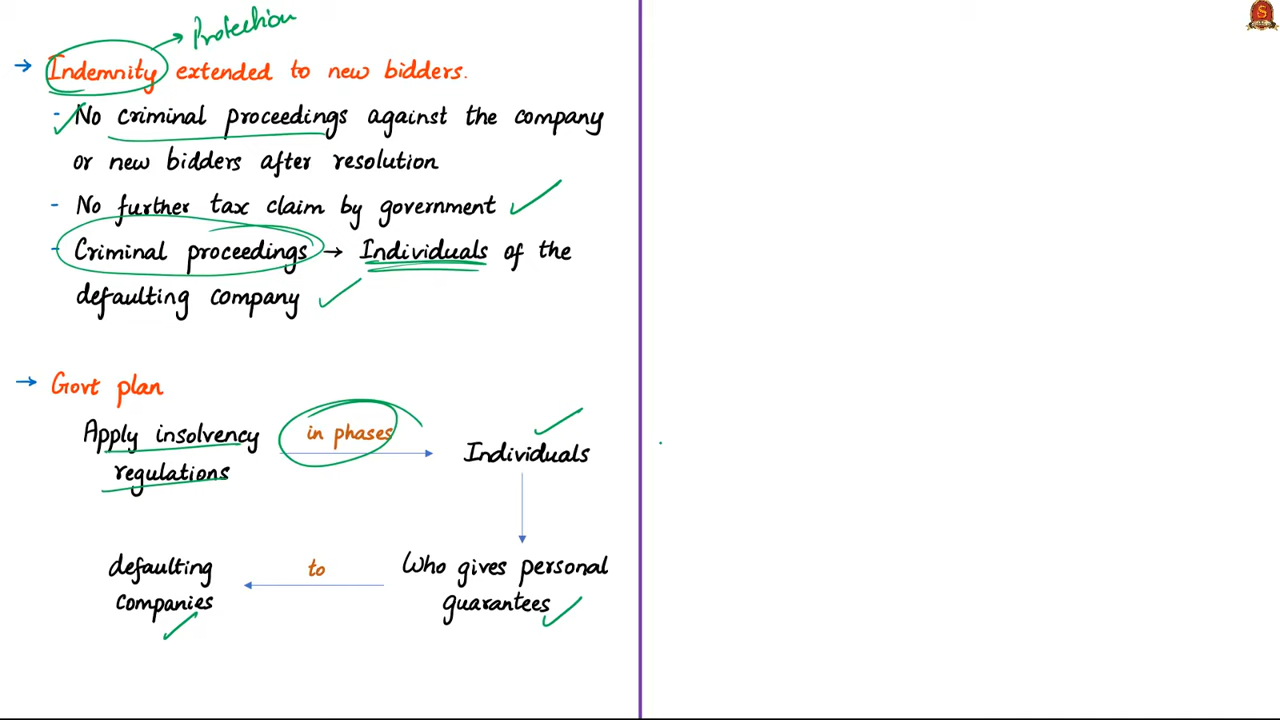 Protection
→ Indemnity extended to new bidders.
- No criminal proceedings against the company
or new bidders after resolution
- No further tax claim by government
- Criminal proceedings → Individuals of the
defaulting company
→ Govt plan
Apply insolvency in phases Individuals
regulations
defaulting to Who gives personal
companies guarantees